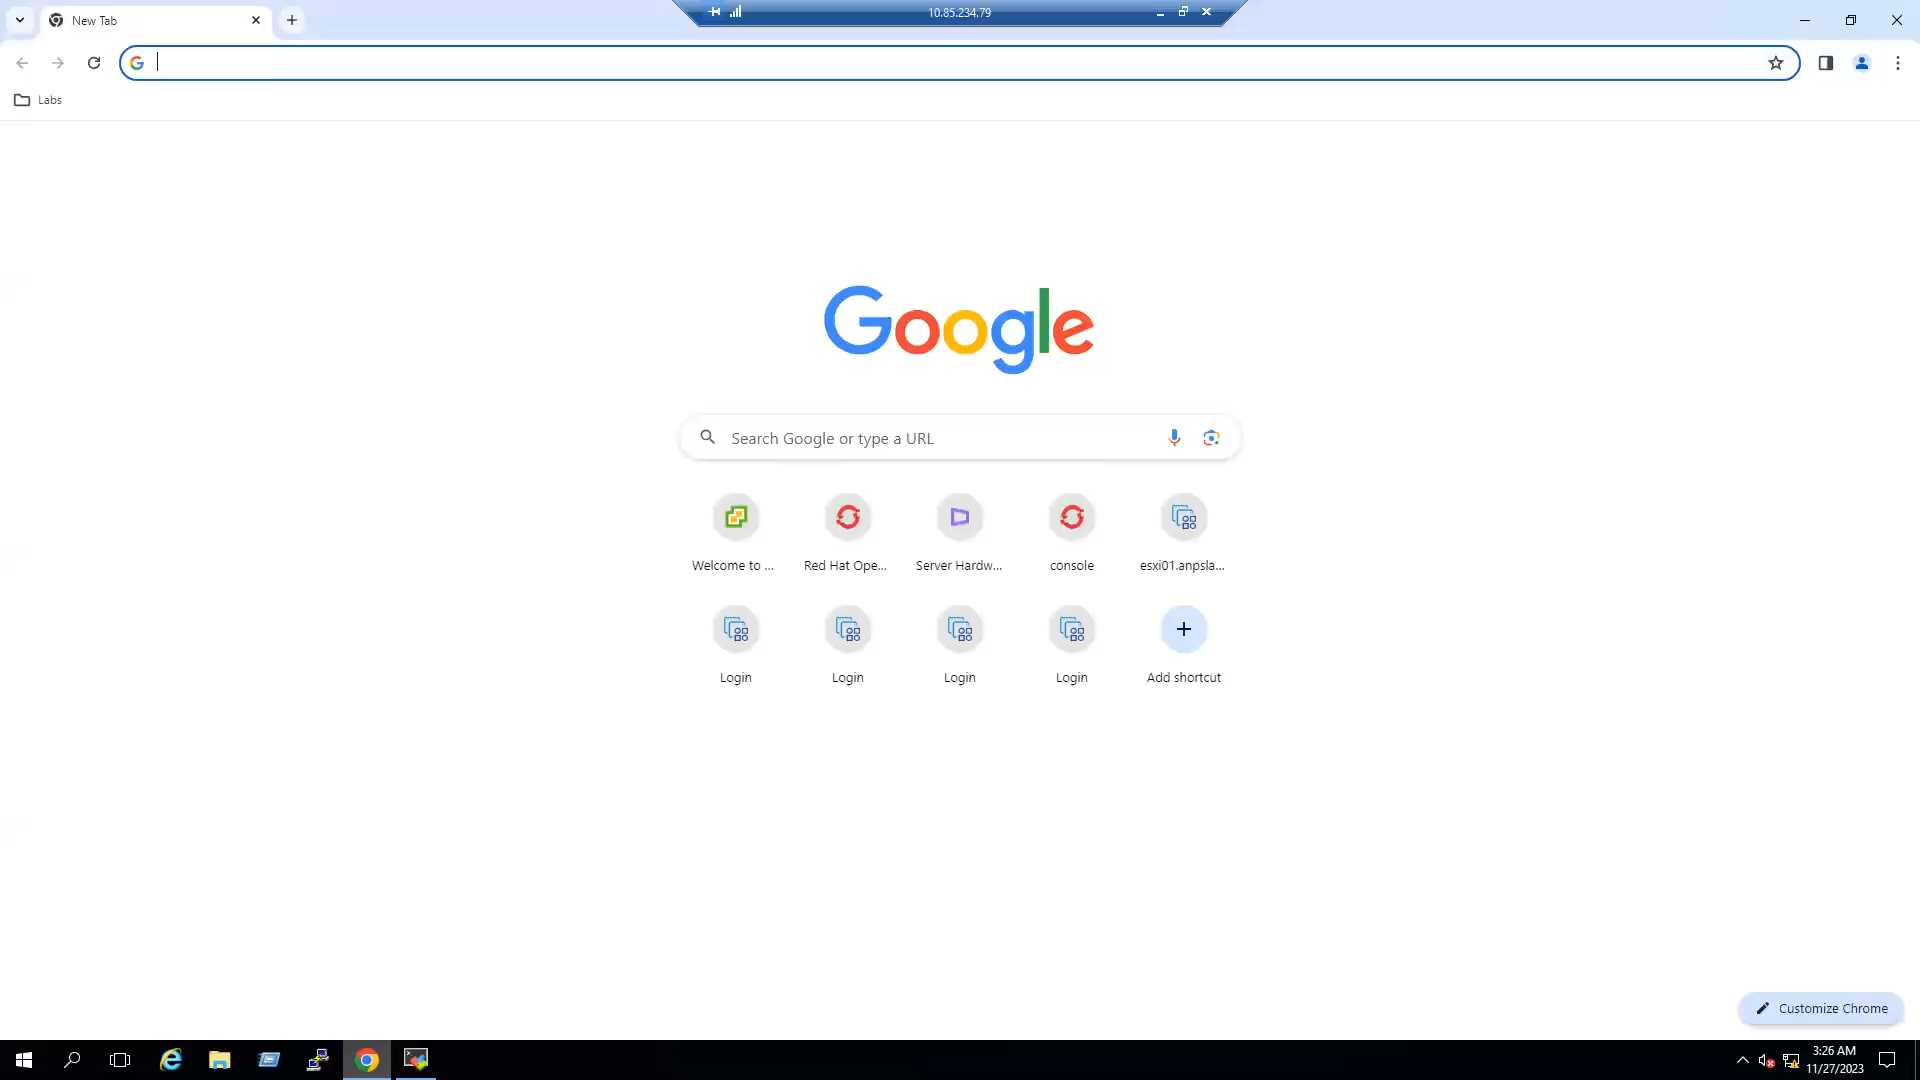 New Tab
10.85.234.79
Labs
Google
Search Google or type a URL
Welcome to ...
Red Hat Ope...
Server Hardw...
console
esxi01.anpsla...
Login
Login
Login
Login
Add shortcut
Customize Chrome
3:26 AM
11/27/2023